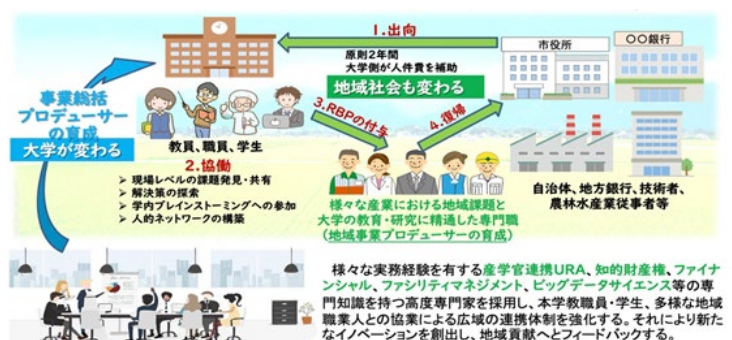 1.出向
原則2年間
大学側が人件費を補助
地域社会も変わる
市役所
〇〇銀行
事業総括
プロデューサー
の育成
大学が変わる
教員、職員、学生
3.RBPの付与
4.復帰
2.協働
➢ 現場レベルの課題発見・共有
➢ 解決策の探索
➢ 学内ブレインストーミングへの参加
➢ 人的ネットワークの構築
様々な産業における地域課題と
大学の教育・研究に精通した専門職
(地域事業プロデューサーの育成)
自治体、地方銀行、技術者、
農林水産業従事者等
様々な実務経験を有する産学官連携URA、知的財産権、ファイナ
ンシャル、ファシリティマネジメント、ビッグデータサイエンス等の専
門知識を持つ高度専門家を採用し、本学教職員・学生、多様な地域
職業人との協業による広域の連携体制を強化する。それにより新た
なイノベーションを創出し、地域貢献へとフィードバックする。